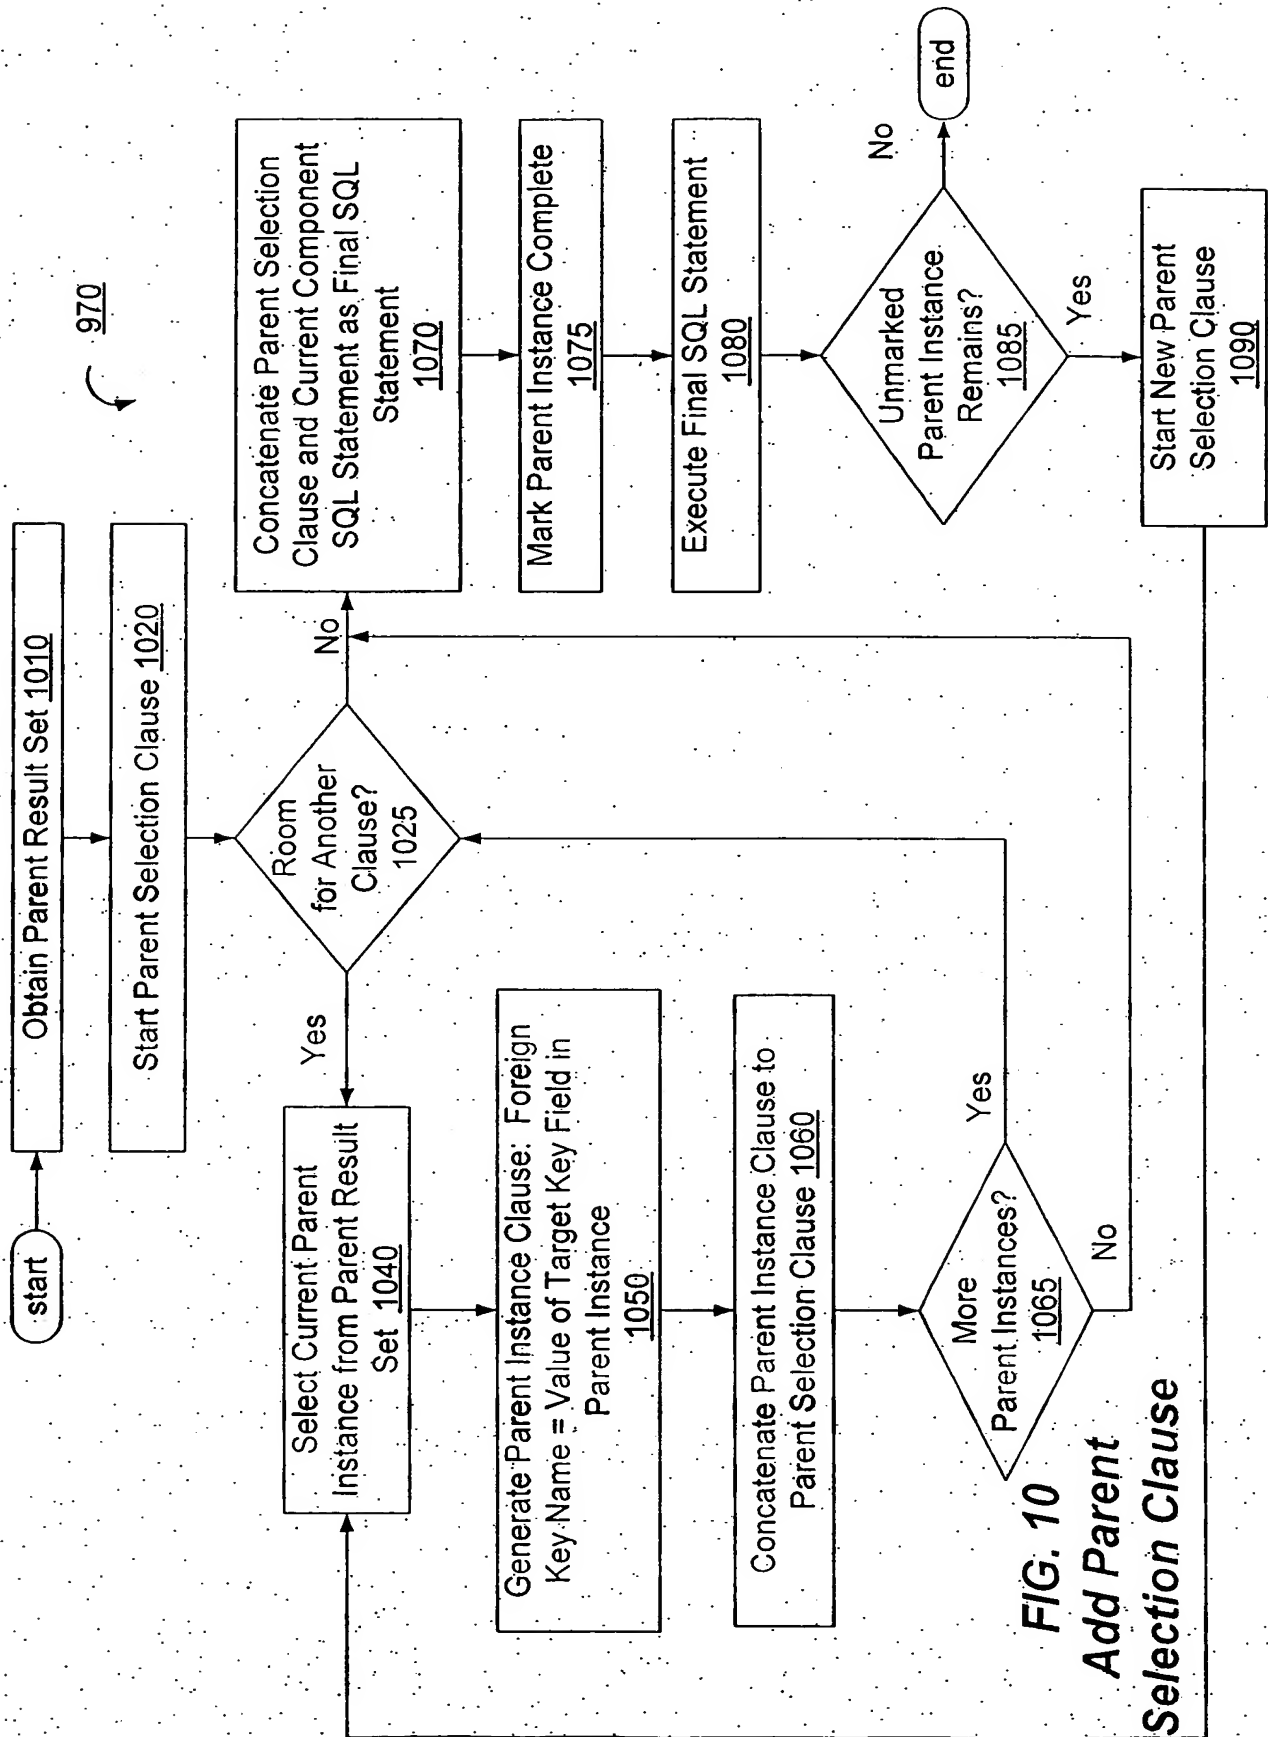 970
start
Obtain Parent Result Set 1010
Start Parent Selection Clause 1020
Room
for Another
Clause?
1025
Yes
No
Select Current Parent
Instance from Parent Result
Set 1040
Generate Parent Instance Clause: Foreign
Key Name = Value of Target Key Field in
Parent Instance
1050
Concatenate Parent Instance Clause to
Parent Selection Clause 1060
More
Parent Instances?
1065
Yes
No
Concatenate Parent Selection
Clause and Current Component
SQL Statement as Final SQL
Statement
1070
Mark Parent Instance Complete
1075
Execute Final SQL Statement
1080
Unmarked
Parent Instance
Remains?
1085
No
end
Yes
Start New Parent
Selection Clause
1090
FIG. 10
Add Parent
Selection Clause